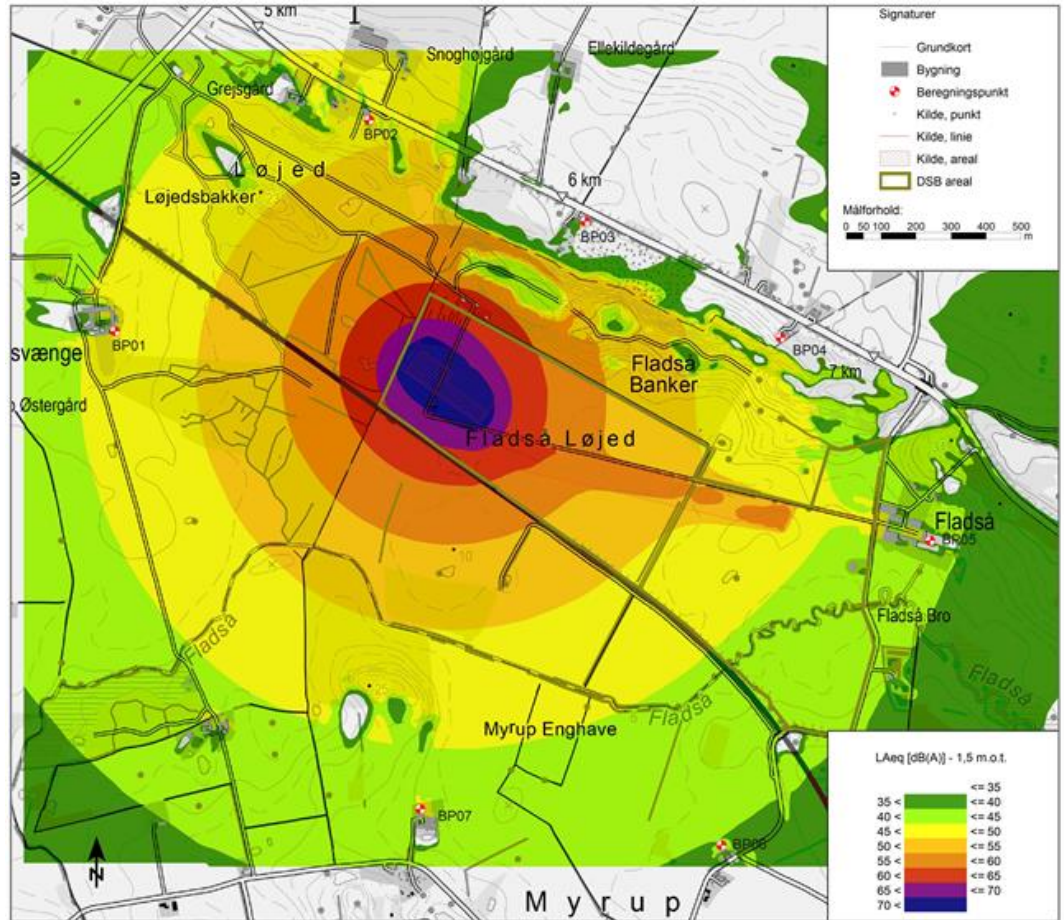 5 km
Snoghøjgård
Ellekildegård
Grejsgård
BP02
Løjed
Løjedsbakker
6 km
BP03
BP01
BP04
7 km
svænge
Østergård
Fladså
Banker
Fladså Løjed
10
Fladså
BP05
Fladså Bro
Fladså
Fladså
Fladså
Myrup Enghave
BP07
BP06
N
Myrup
Signaturer
Grundkort
Bygning
Beregningspunkt
Kilde, punkt
Kilde, linie
Kilde, areal
DSB areal
Målforhold:
0 50 100 200 300 400 500
m
LAeq [dB(A)] - 1,5 m.o.t.
<= 35
35 < <= 40
40 < <= 45
45 < <= 50
50 < <= 55
55 < <= 60
60 < <= 65
65 < <= 70
70 <